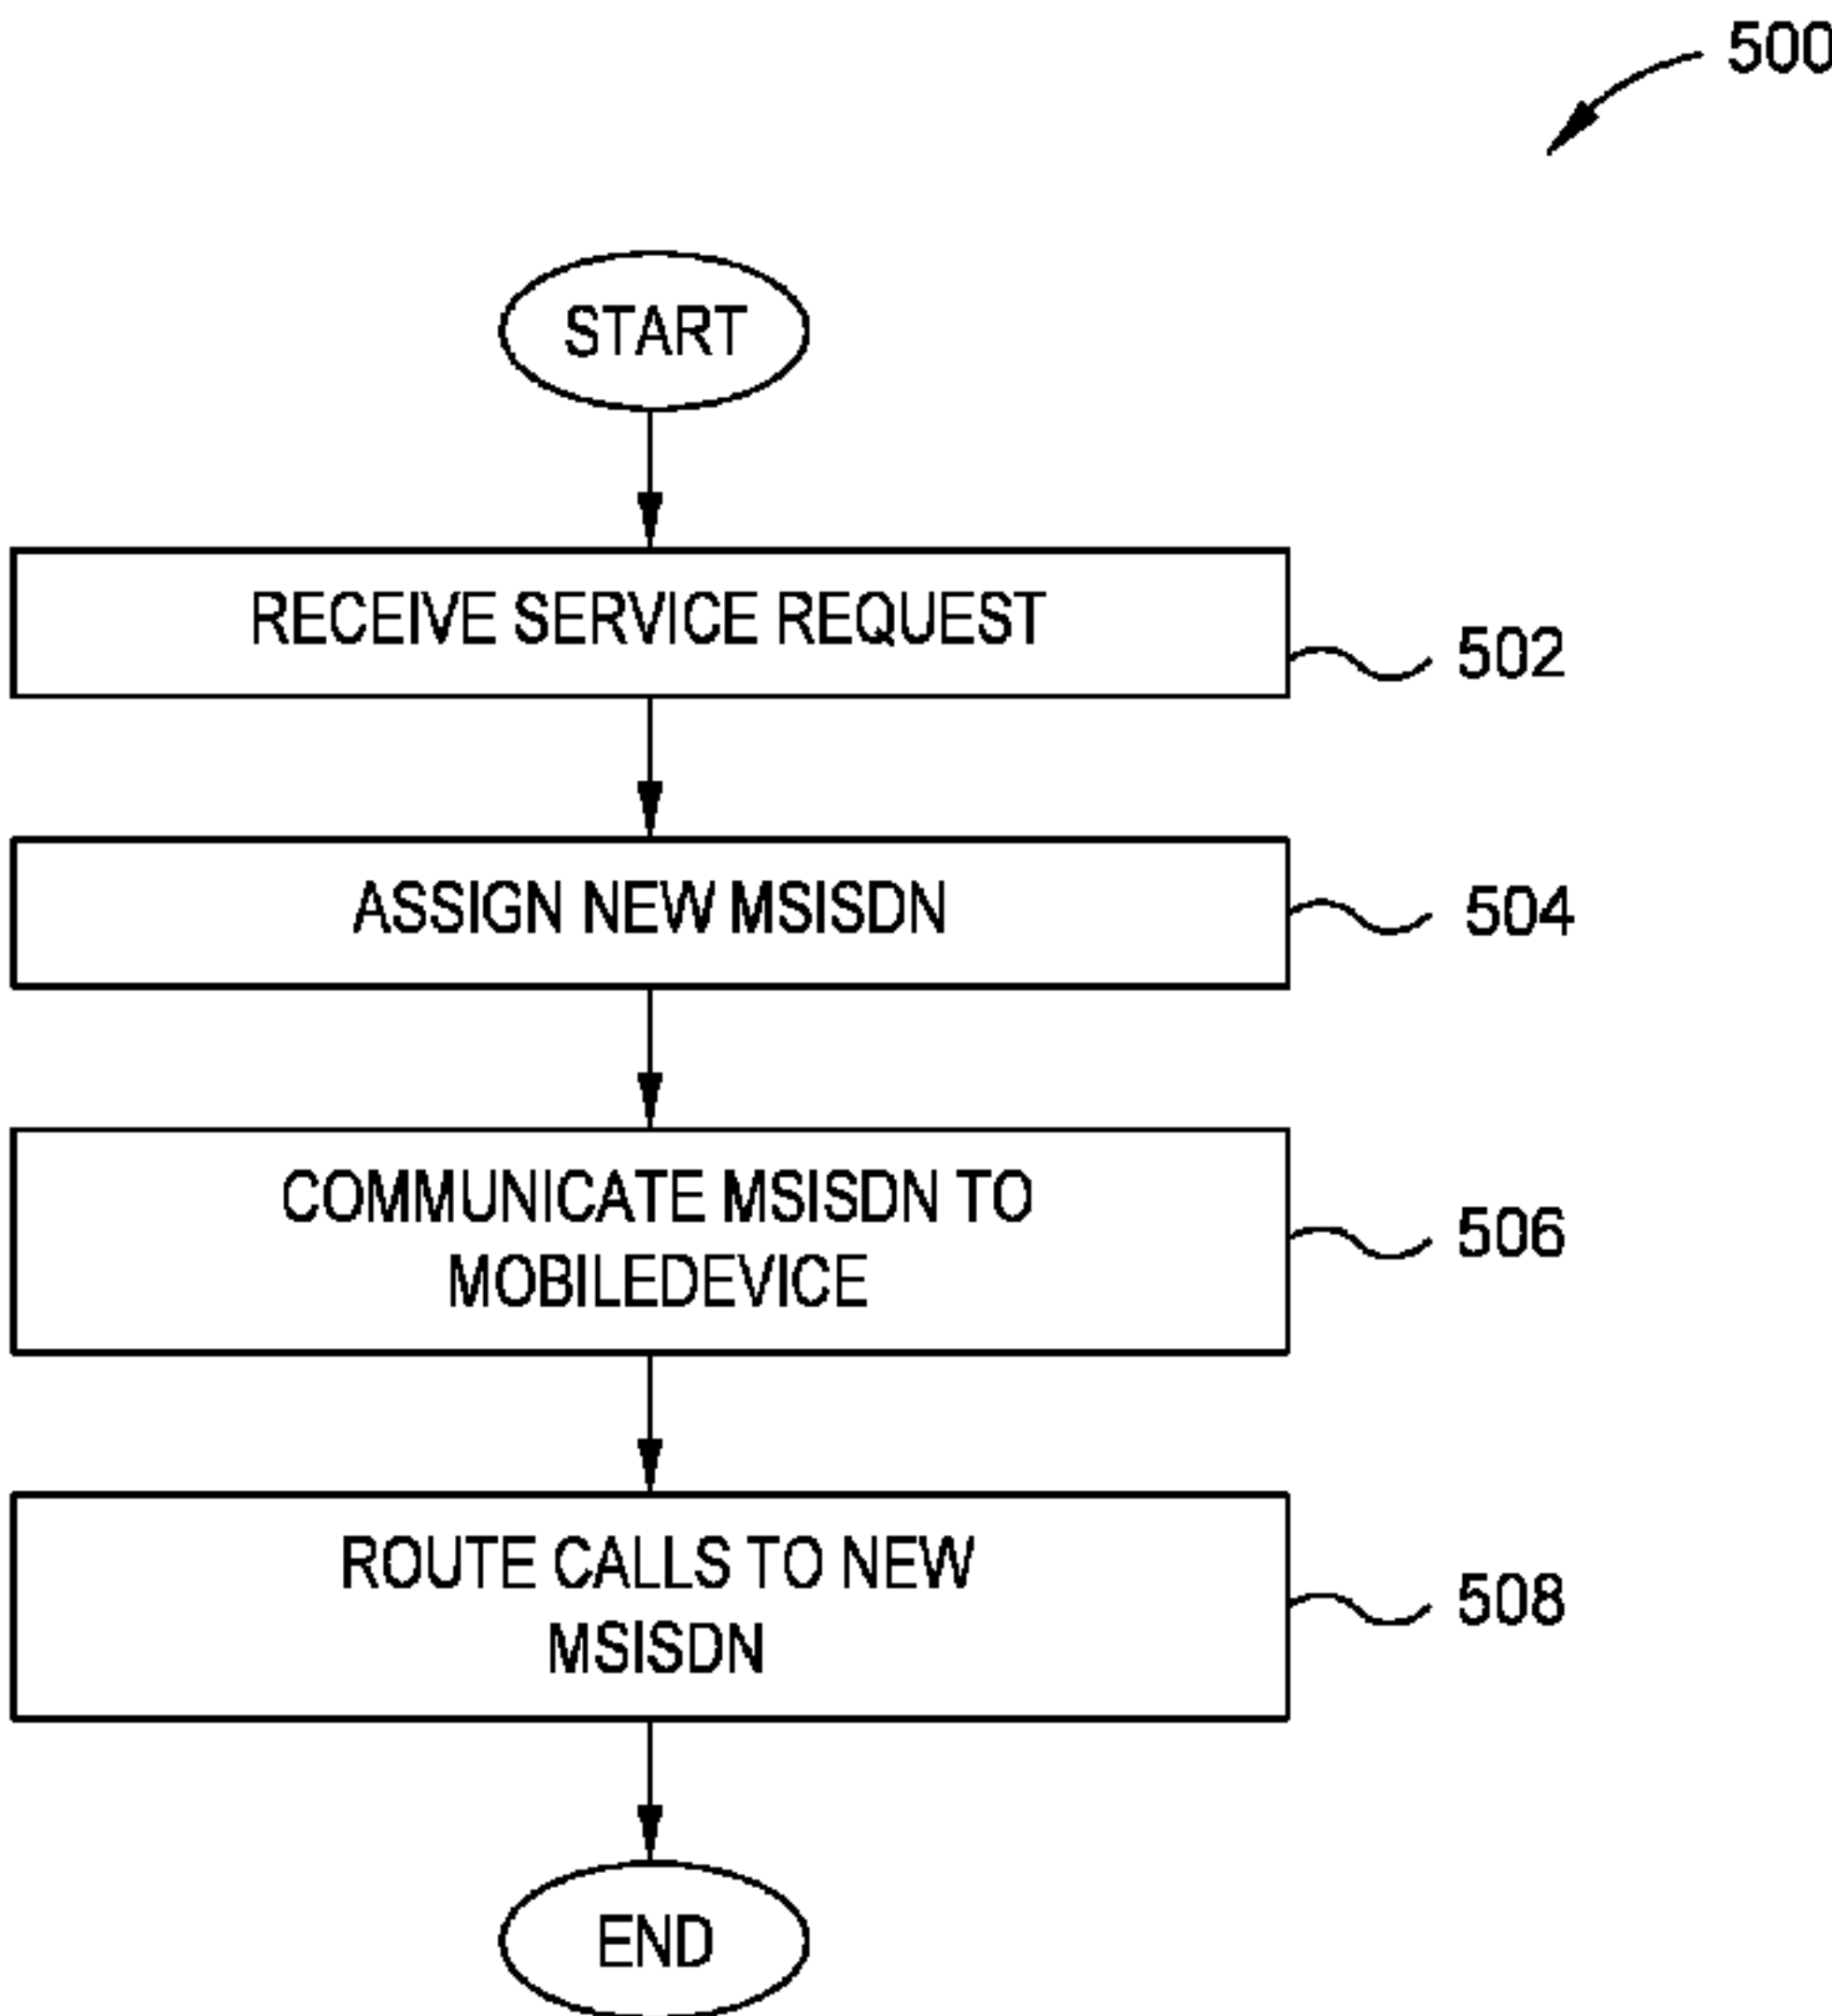 500
START
RECEIVE SERVICE REQUEST
502
ASSIGN NEW MSISDN
504
COMMUNICATE MSISDN TO
MOBILEDEVICE
506
ROUTE CALLS TO NEW
MSISDN
508
END